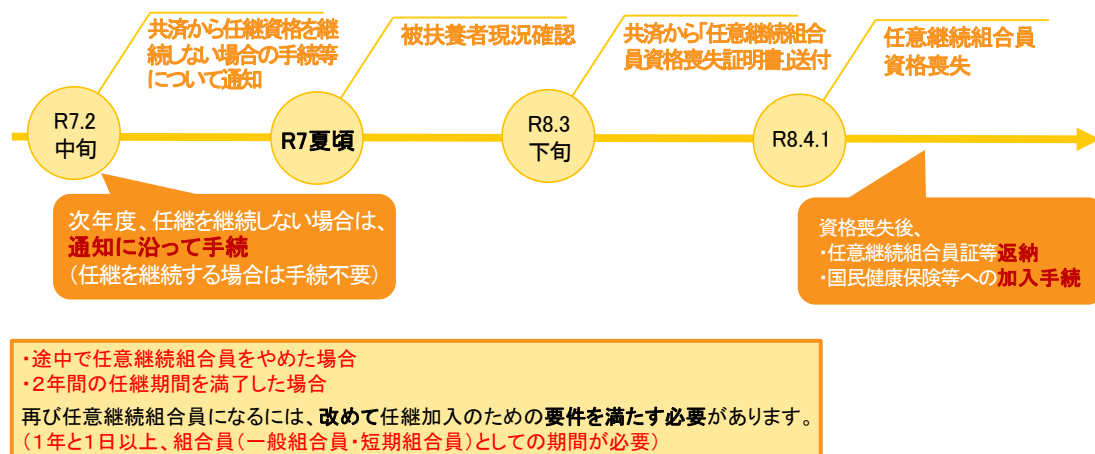 共済から任継資格を継
続しない場合の手続等
について通知
被扶養者現況確認
共済から「任意継続組合
員資格喪失証明書」送付
任意継続組合員
資格喪失
R7.2
中旬
R7夏頃
R8.3
下旬
R8.4.1
次年度、任継を継続しない場合は、
通知に沿って手続
(任継を継続する場合は手続不要)
資格喪失後、
・任意継続組合員証等返納
・国民健康保険等への加入手続
・途中で任意継続組合員をやめた場合
・2年間の任継期間を満了した場合
再び任意継続組合員になるには、改めて任継加入のための要件を満たす必要があります。
(1年と1日以上、組合員(一般組合員・短期組合員)としての期間が必要)